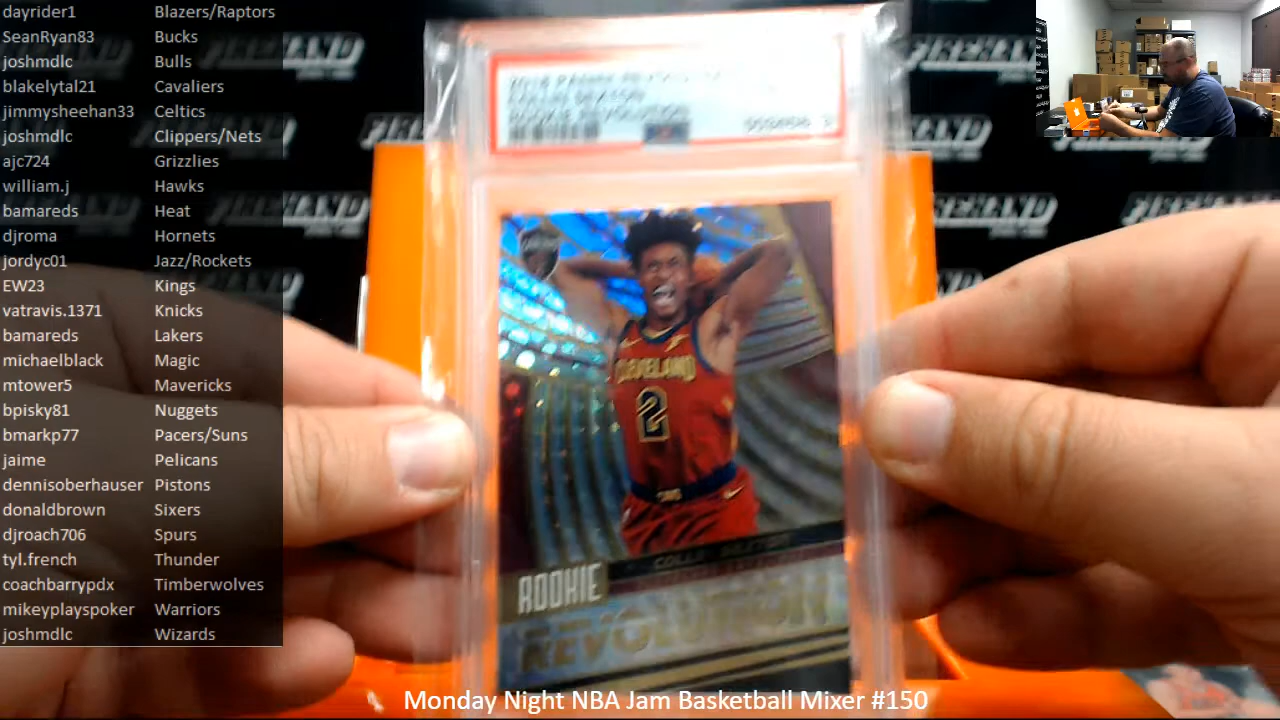 dayrider1 Blazers/Raptors
SeanRyan83 Bucks
joshmdlc Bulls
blakelytal21 Cavaliers
jimmysheehan33 Celtics
joshmdlc Clippers/Nets
ajc724 Grizzlies
william.j Hawks
bamareds Heat
djroma Hornets
jordyc01 Jazz/Rockets
EW23 Kings
vatravis.1371 Knicks
bamareds Lakers
michaelblack Magic
mtower5 Mavericks
bpisky81 Nuggets
bmarkp77 Pacers/Suns
jaime Pelicans
dennisoberhauser Pistons
donaldbrown Sixers
djroach706 Spurs
tyl.french Thunder
coachbarrypdx Timberwolves
mikeyplayspoker Warriors
joshmdlc Wizards
CLEVELAND
2
ROOKIE
REVOLUTION
Monday Night NBA Jam Basketball Mixer #150